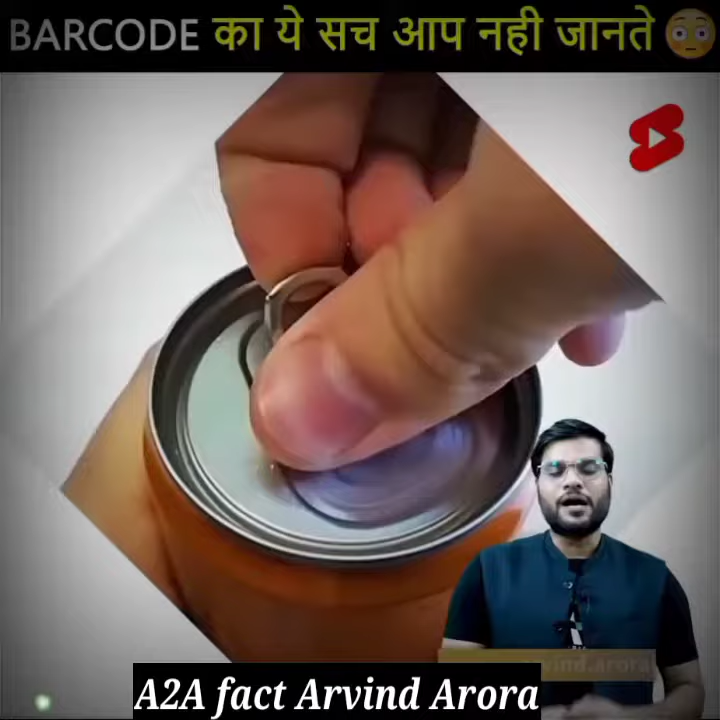 BARCODE का ये सच आप नही जानते
A2A fact Arvind Arora